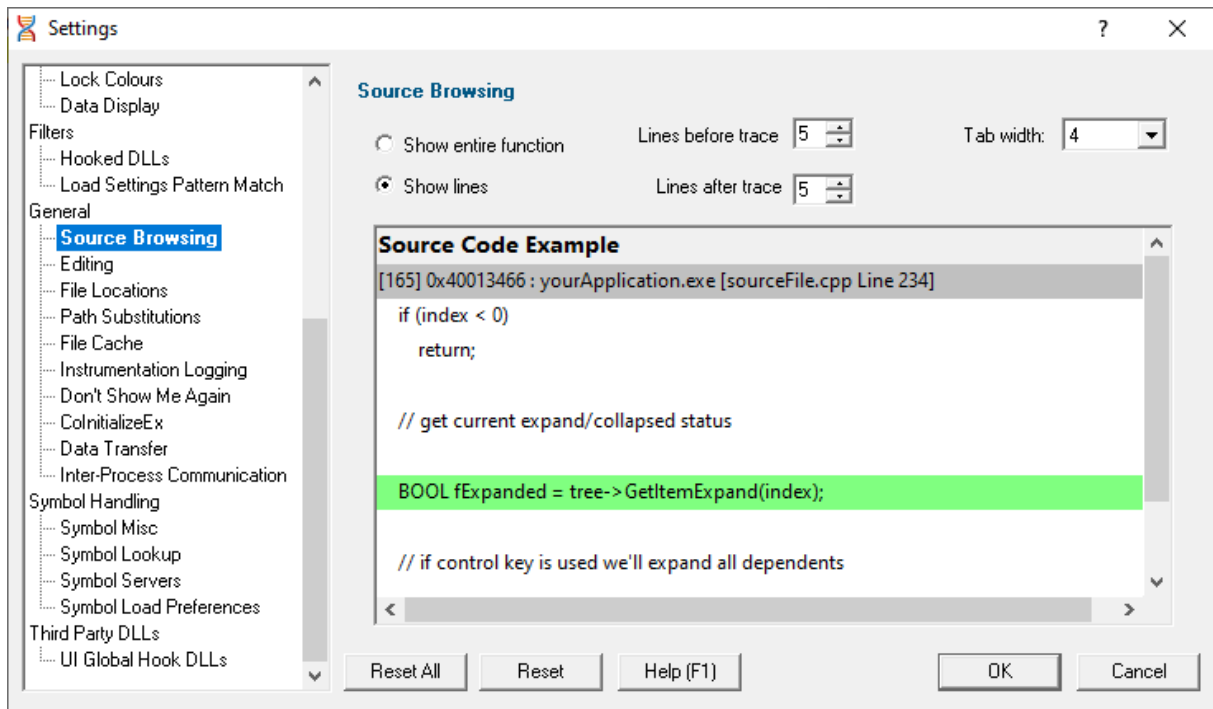 Settings
?
Lock Colours
Data Display
Filters
Hooked DLLs
Load Settings Pattern Match
General
Source Browsing
Editing
File Locations
Path Substitutions
File Cache
Instrumentation Logging
Don't Show Me Again
CoInitializeEx
Data Transfer
Inter-Process Communication
Symbol Handling
Symbol Misc
Symbol Lookup
Symbol Servers
Symbol Load Preferences
Third Party DLLs
UI Global Hook DLLs
Source Browsing
Show entire function Lines before trace 5 Tab width: 4
Show lines Lines after trace 5
Source Code Example
[165] 0x40013466 : yourApplication.exe [sourceFile.cpp Line 234]
if (index < 0)
return;
// get current expand/collapsed status
BOOL fExpanded = tree->GetItemExpand(index);
// if control key is used we'll expand all dependents
Reset All Reset Help (F1) OK Cancel